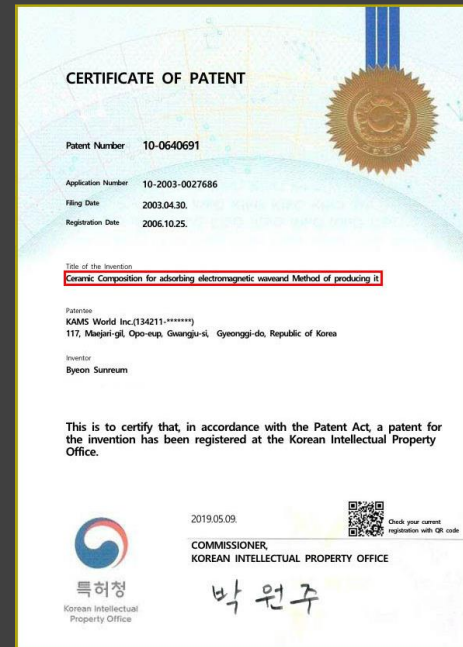 CERTIFICATE OF PATENT
Patent Number 10-0640691
Application Number 10-2003-0027686
Filing Date 2003.04.30.
Registration Date 2006.10.25.
Title of the Invention
Ceramic Composition for adsorbing electromagnetic waveand Method of producing it
Patentee
KAMS World Inc.(134211-*******)
117, Maejari-gil, Opo-eup, Gwangju-si, Gyeonggi-do, Republic of Korea
Inventor
Byeon Sunreum
This is to certify that, in accordance with the Patent Act, a patent for
the invention has been registered at the Korean Intellectual Property
Office.
2019.05.09.
Check your current
registration with QR code
COMMISSIONER,
KOREAN INTELLECTUAL PROPERTY OFFICE
박원주
특허청
Korean Intellectual
Property Office